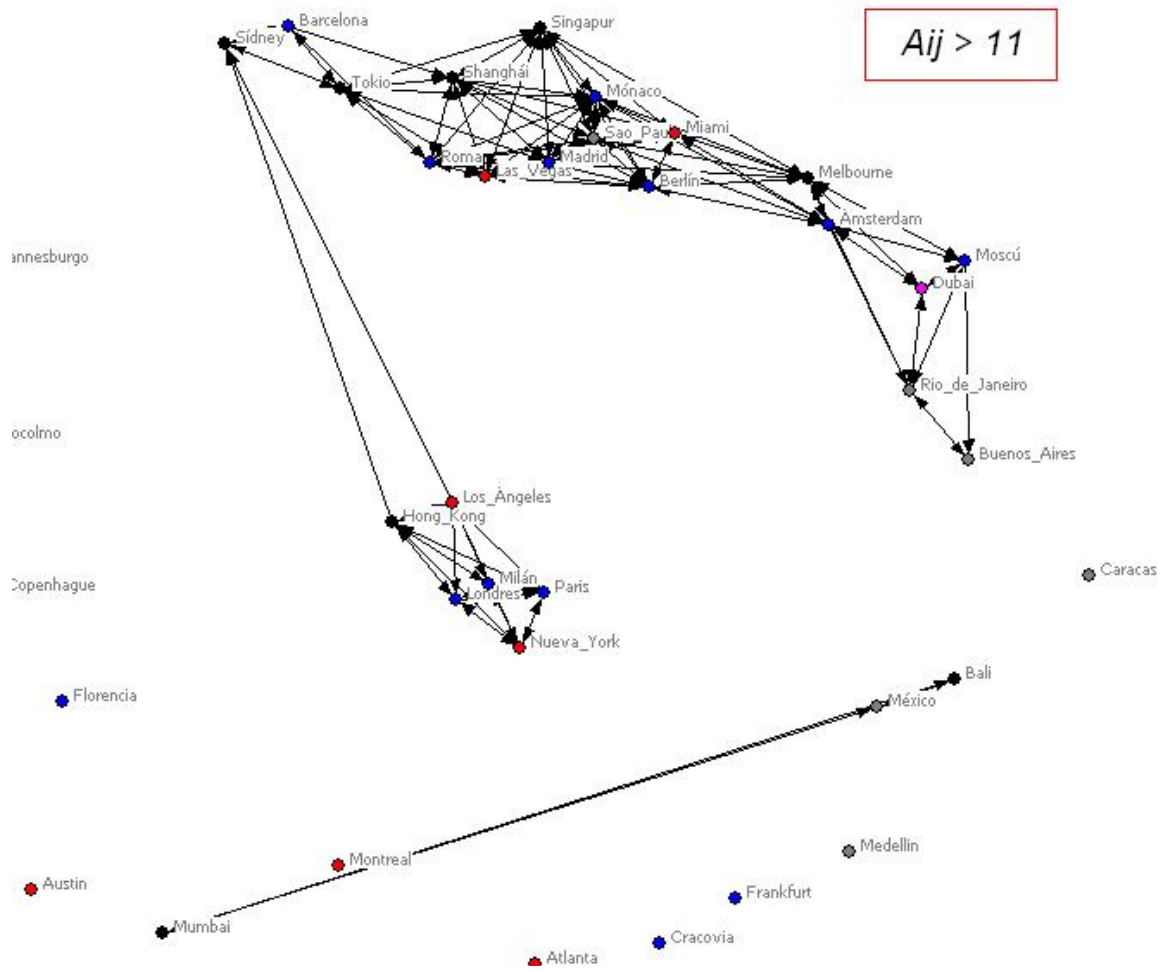 Barcelona
Singapur
Sídney
Aij > 11
Shanghái
Tokio
Mónaco
Miami
Sao_Paul
Roma
Madrid
Las_Vegas
Melbourne
Berlín
Ámsterdam
annesburgo
Moscú
Dubai
Rio_de_Janeiro
ocolmo
Buenos_Aires
Los_Ángeles
Hong_Kong
Caracas
Copenhague
Milán
Paris
Londres
Nueva_York
Bali
Florencia
México
Medellin
Montreal
Austin
Frankfurt
Mumbai
Cracovia
Atlanta